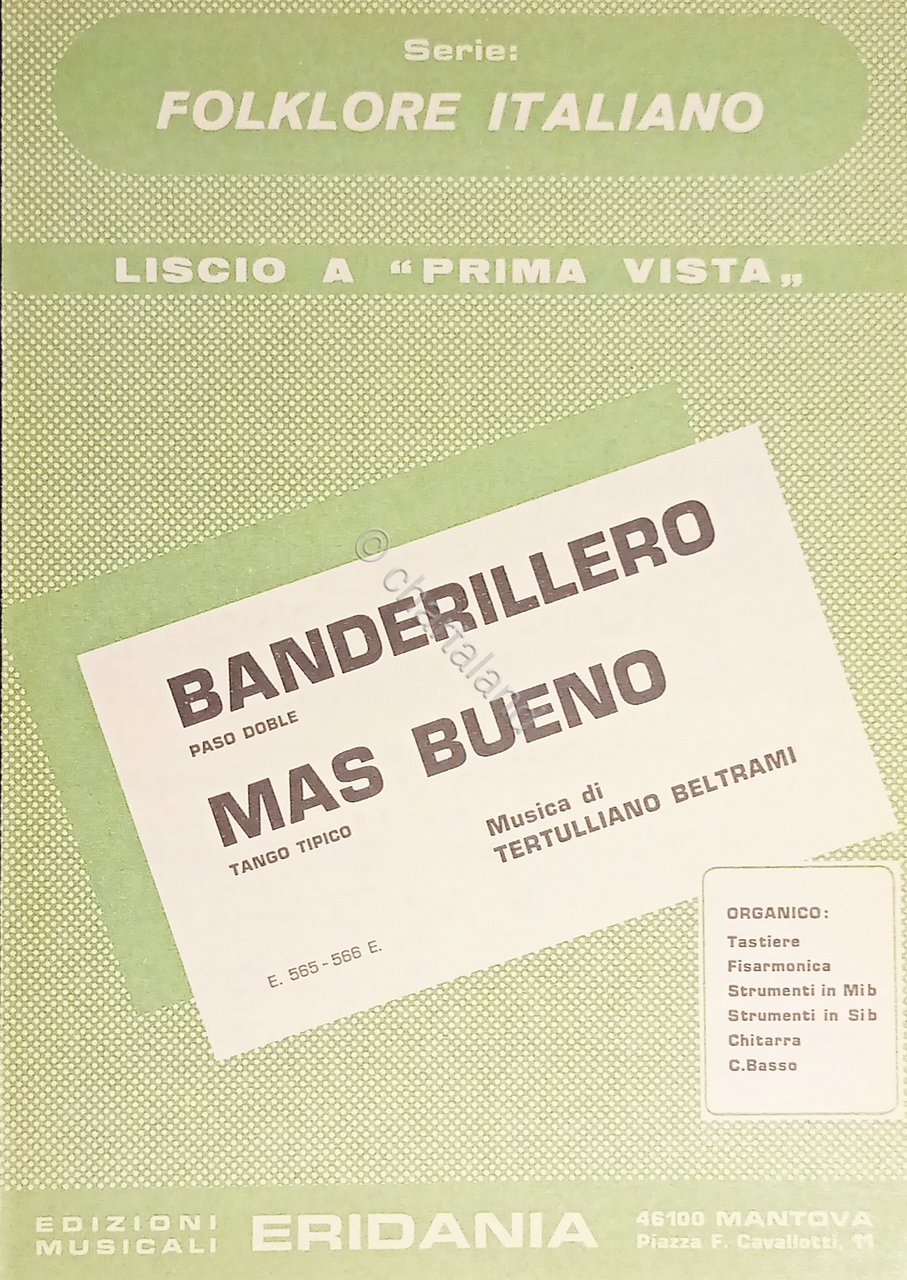 Serie:
FOLKLORE ITALIANO
LISCIO A “PRIMA VISTA„
BANDERILLERO
PASO DOBLE
MAS BUENO
TANGO TIPICO
Musica di
TERTULLIANO BELTRAMI
E. 565-566 E.
ORGANICO:
Tastiere
Fisarmonica
Strumenti in Mib
Strumenti in Sib
Chitarra
C.Basso
EDIZIONI
MUSICALI
ERIDANIA
46100 MANTOVA
Piazza F. Cavallotti, 11